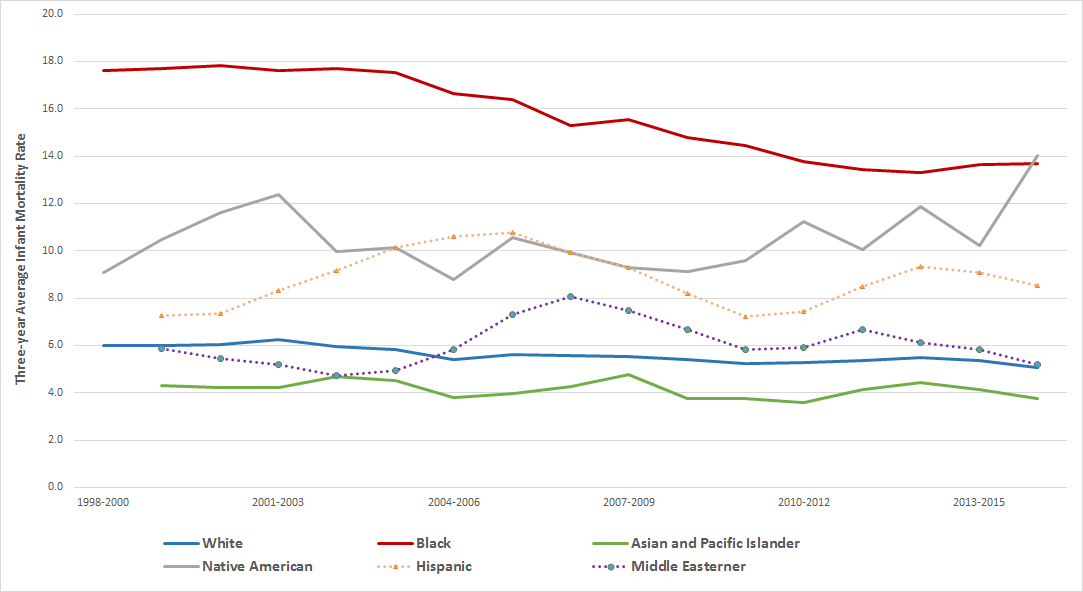 20.0
18.0
16.0
14.0
12.0
10.0
8.0
6.0
4.0
2.0
0.0
Three-year Average Infant Mortality Rate
1998-2000 2001-2003 2004-2006 2007-2009 2010-2012 2013-2015
White Black Asian and Pacific Islander
Native American Hispanic Middle Easterner